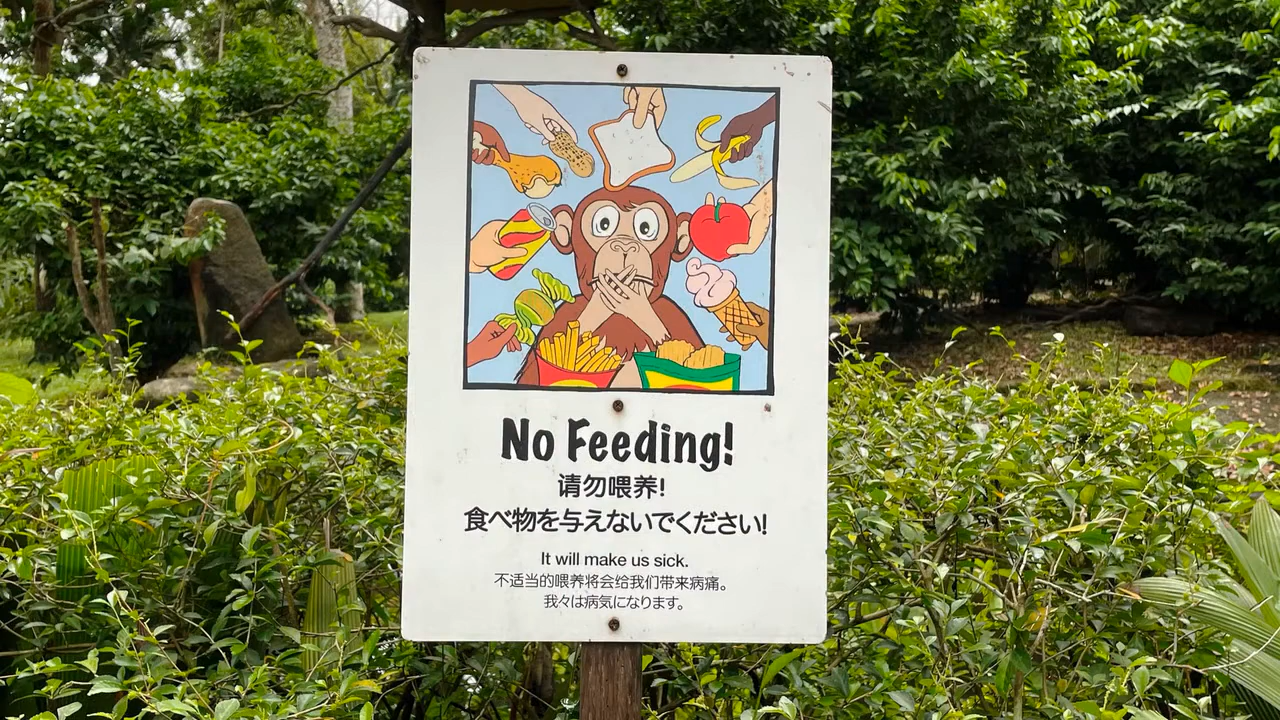 No Feeding!
请勿喂养!
食べ物を与えないでください!
It will make us sick.
不适当的喂养将会给我们带来病痛。
我々は病気になります。